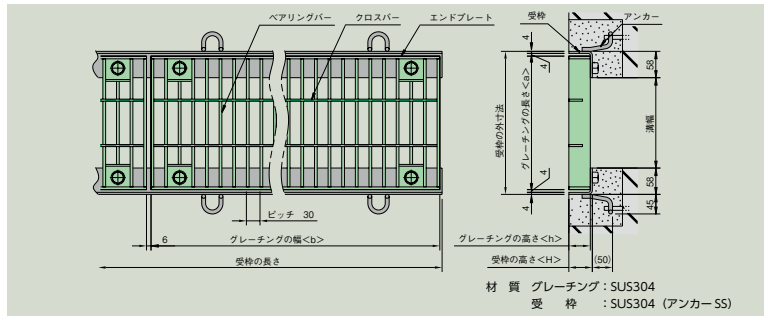 ベアリングバー
クロスバー
エンドプレート
受枠
アンカー
4
4
58
受枠の外寸法
グレーチングの長さ<a>
溝幅
4
4
58
45
ピッチ 30
6
グレーチングの幅<b>
グレーチングの高さ<h>
受枠の長さ
受枠の高さ<H>
(50)
材 質 グレーチング：SUS304
受 枠 ：SUS304（アンカーSS）